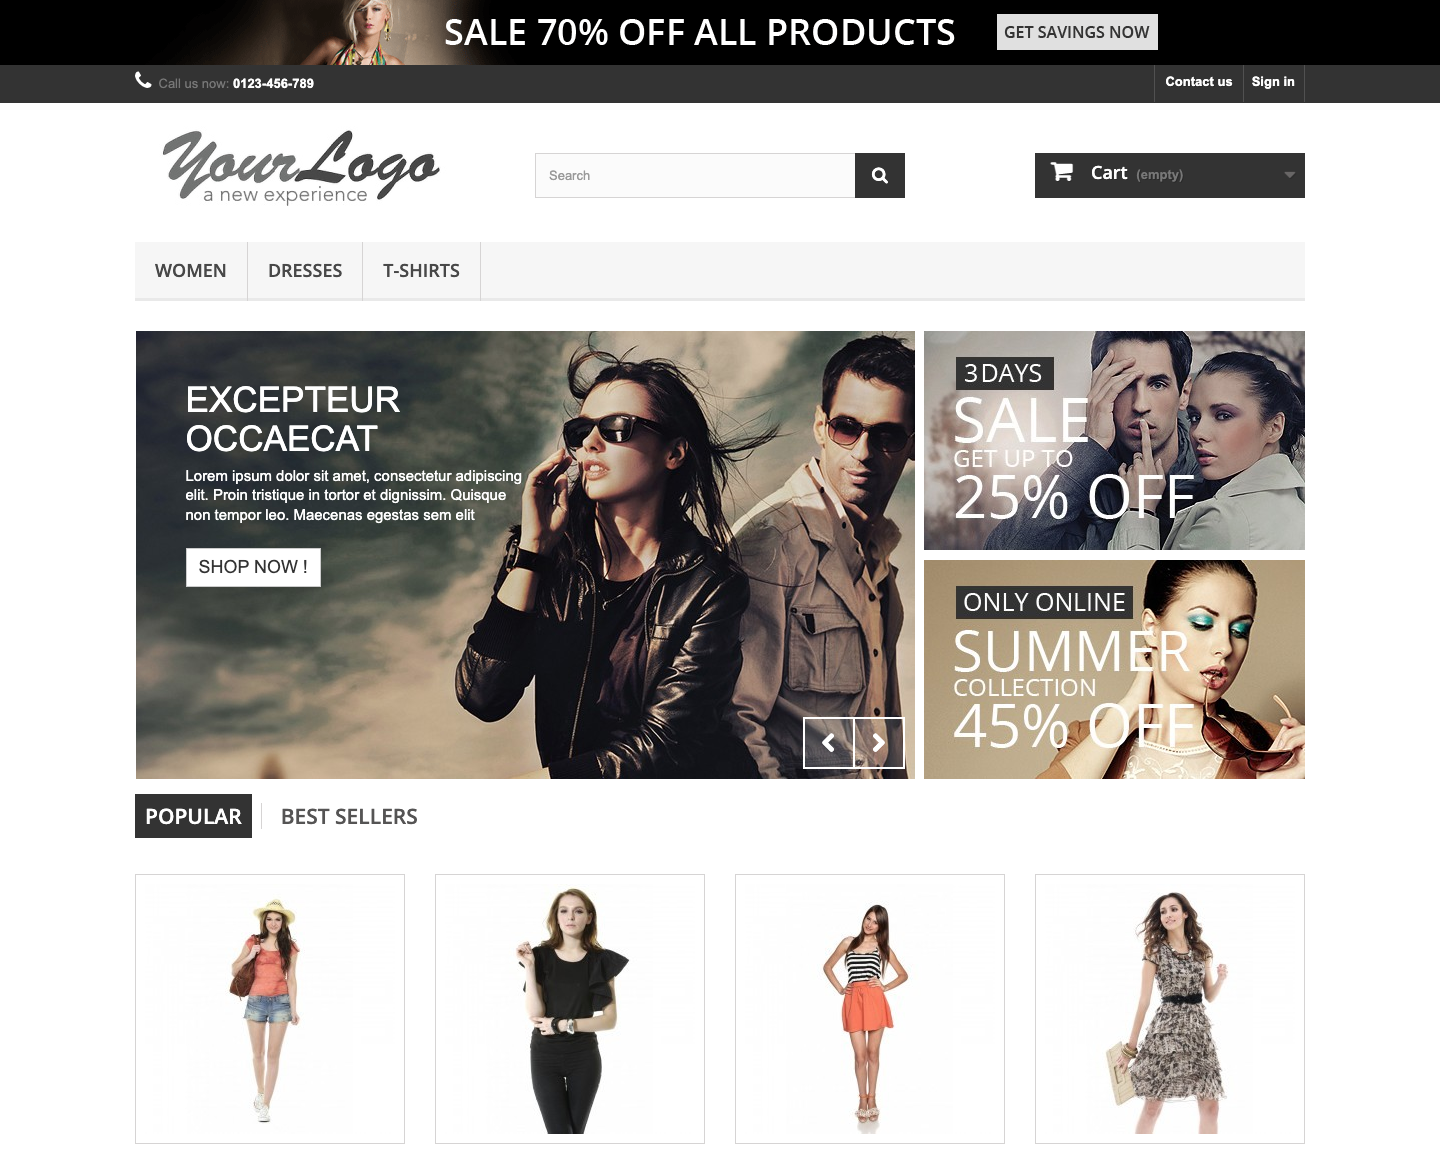 SALE 70% OFF ALL PRODUCTS
GET SAVINGS NOW
Call us now: 0123-456-789
Contact us
Sign in
YourLogo
a new experience
Search
Cart (empty)
WOMEN
DRESSES
T-SHIRTS
EXCEPTEUR
OCCAECAT
Lorem ipsum dolor sit amet, consectetur adipiscing
elit. Proin tristique in tortor et dignissim. Quisque
non tempor leo. Maecenas egestas sem elit
SHOP NOW !
3 DAYS
SALE
GET UP TO
25% OFF
ONLY ONLINE
SUMMER
COLLECTION
45% OFF
POPULAR
BEST SELLERS